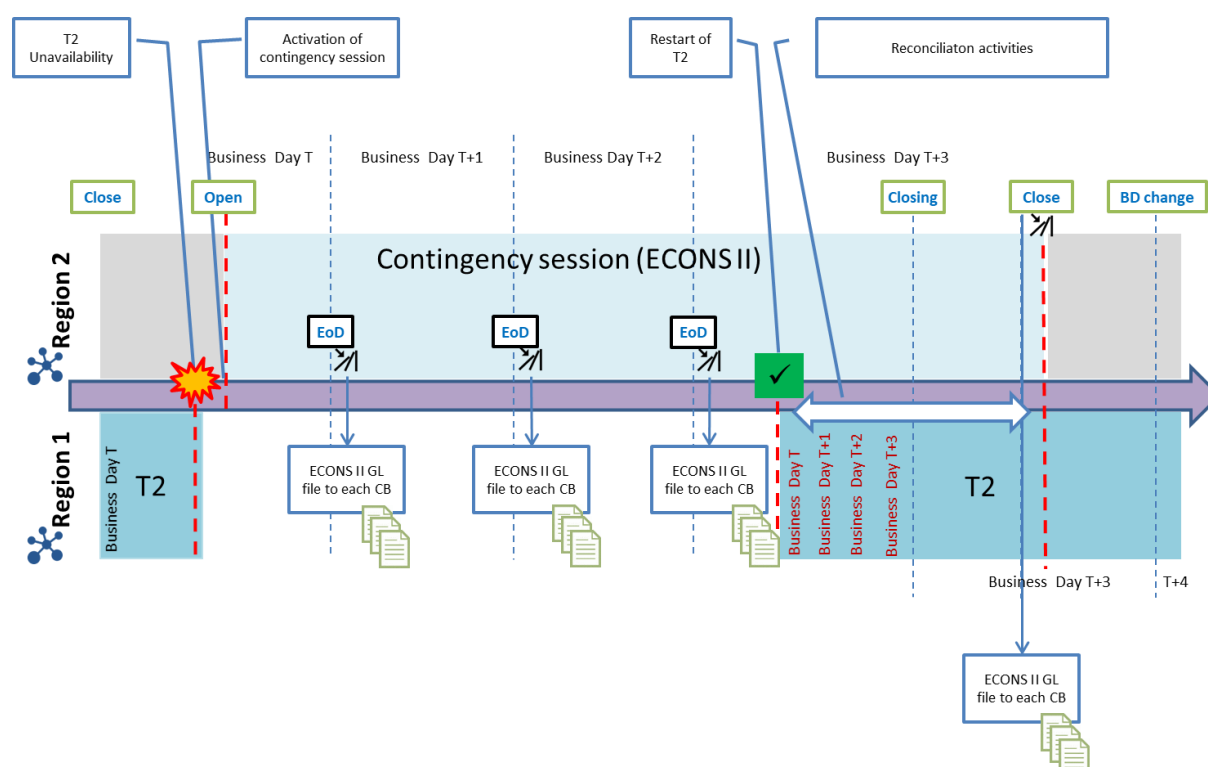 T2
Unavailability
Activation of
contingency session
Restart of
T2
Reconciliaton activities
Business Day T
Business Day T+1
Business Day T+2
Business Day T+3
Close
Open
Closing
Close
BD change
Region 2
Contingency session (ECONS II)
EoD
EoD
EoD
Region 1
Business Day T
T2
ECONS II GL
file to each CB
ECONS II GL
file to each CB
ECONS II GL
file to each CB
Business Day T
Business Day T+1
Business Day T+2
Business Day T+3
T2
Business Day T+3
T+4
ECONS II GL
file to each CB